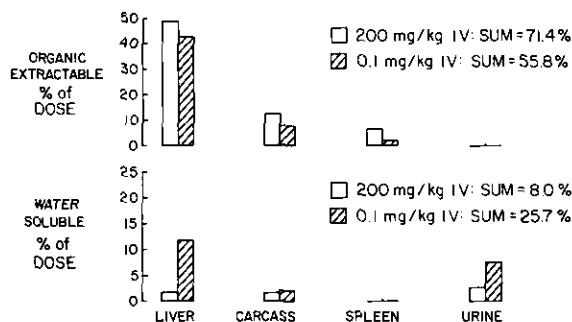 50
40
30
20
10
0
ORGANIC
EXTRACTABLE
% of
DOSE
200 mg/kg IV: SUM = 71.4%
0.1 mg/kg IV: SUM = 55.8%
25
20
15
10
5
0
WATER
SOLUBLE
% of
DOSE
200 mg/kg IV: SUM = 8.0%
0.1 mg/kg IV: SUM = 25.7%
LIVER CARCASS SPLEEN URINE